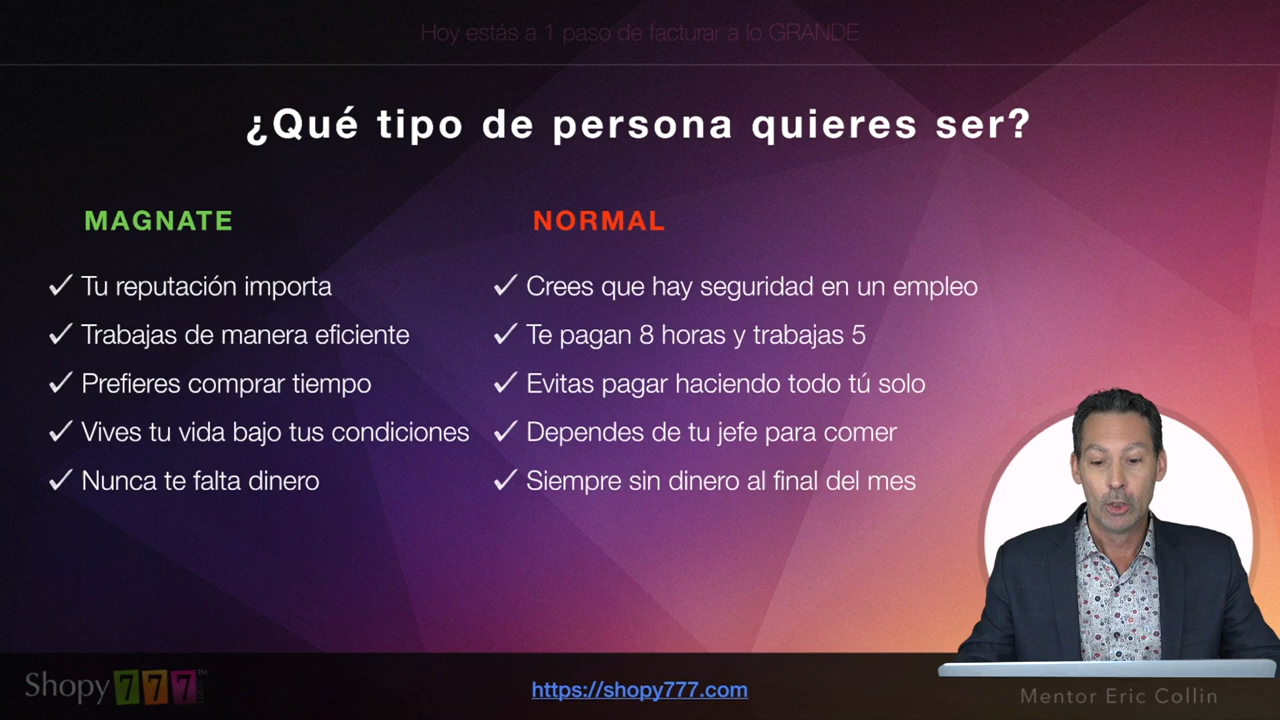 Hoy estás a 1 paso de facturar a lo GRANDE
¿Qué tipo de persona quieres ser?
MAGNATE
✓ Tu reputación importa
✓ Trabajas de manera eficiente
✓ Prefieres comprar tiempo
✓ Vives tu vida bajo tus condiciones
✓ Nunca te falta dinero
NORMAL
✓ Crees que hay seguridad en un empleo
✓ Te pagan 8 horas y trabajas 5
✓ Evitas pagar haciendo todo tú solo
✓ Dependes de tu jefe para comer
✓ Siempre sin dinero al final del mes
Shopy 777 ™
https://shopy777.com
Mentor Eric Collin